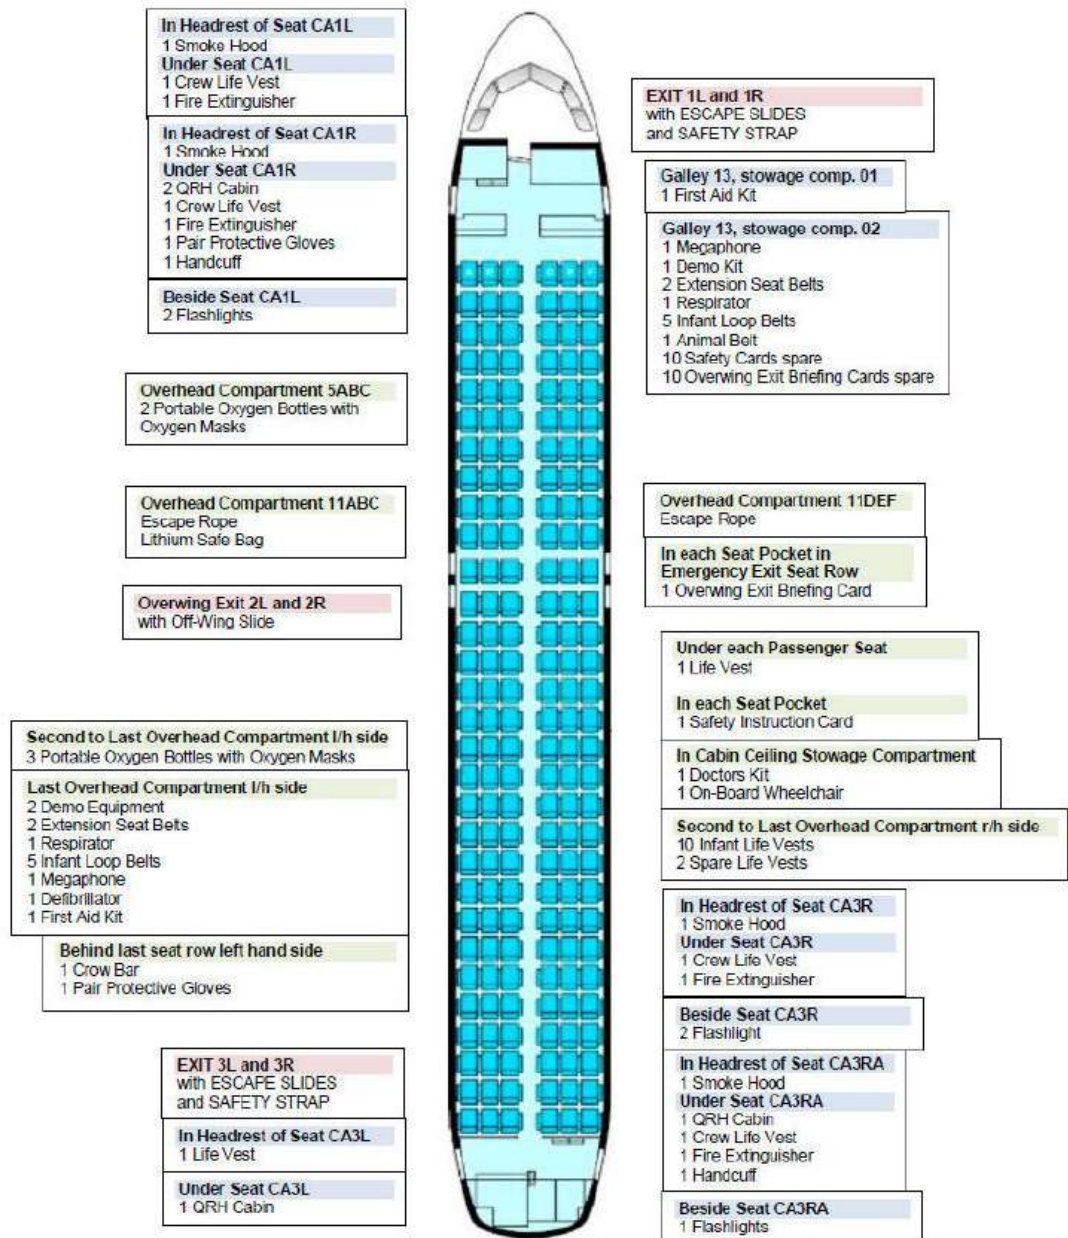 In Headrest of Seat CA1L
1 Smoke Hood
Under Seat CA1L
1 Crew Life Vest
1 Fire Extinguisher
In Headrest of Seat CA1R
1 Smoke Hood
Under Seat CA1R
2 QRH Cabin
1 Crew Life Vest
1 Fire Extinguisher
1 Pair Protective Gloves
1 Handcuff
Beside Seat CA1L
2 Flashlights
Overhead Compartment 5ABC
2 Portable Oxygen Bottles with
Oxygen Masks
Overhead Compartment 11ABC
Escape Rope
Lithium Safe Bag
Overwing Exit 2L and 2R
with Off-Wing Slide
Second to Last Overhead Compartment l/h side
3 Portable Oxygen Bottles with Oxygen Masks
Last Overhead Compartment l/h side
2 Demo Equipment
2 Extension Seat Belts
1 Respirator
5 Infant Loop Belts
1 Megaphone
1 Defibrillator
1 First Aid Kit
Behind last seat row left hand side
1 Crow Bar
1 Pair Protective Gloves
EXIT 3L and 3R
with ESCAPE SLIDES
and SAFETY STRAP
In Headrest of Seat CA3L
1 Life Vest
Under Seat CA3L
1 QRH Cabin
EXIT 1L and 1R
with ESCAPE SLIDES
and SAFETY STRAP
Galley 13, stowage comp. 01
1 First Aid Kit
Galley 13, stowage comp. 02
1 Megaphone
1 Demo Kit
2 Extension Seat Belts
1 Respirator
5 Infant Loop Belts
1 Animal Belt
10 Safety Cards spare
10 Overwing Exit Briefing Cards spare
Overhead Compartment 11DEF
Escape Rope
In each Seat Pocket in
Emergency Exit Seat Row
1 Overwing Exit Briefing Card
Under each Passenger Seat
1 Life Vest
In each Seat Pocket
1 Safety Instruction Card
In Cabin Ceiling Stowage Compartment
1 Doctors Kit
1 On-Board Wheelchair
Second to Last Overhead Compartment r/h side
10 Infant Life Vests
2 Spare Life Vests
In Headrest of Seat CA3R
1 Smoke Hood
Under Seat CA3R
1 Crew Life Vest
1 Fire Extinguisher
Beside Seat CA3R
2 Flashlight
In Headrest of Seat CA3RA
1 Smoke Hood
Under Seat CA3RA
1 QRH Cabin
1 Crew Life Vest
1 Fire Extinguisher
1 Handcuff
Beside Seat CA3RA
1 Flashlights